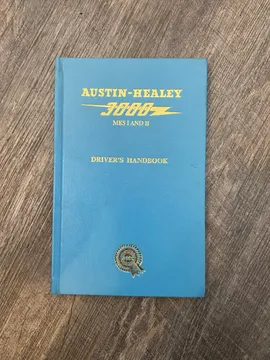 AUSTIN-HEALEY
3000
MKS I AND II
DRIVER'S HANDBOOK